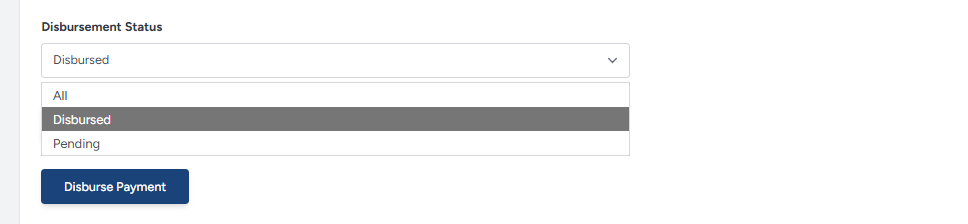 Disbursement Status
Disbursed
All
Disbursed
Pending
Disburse Payment